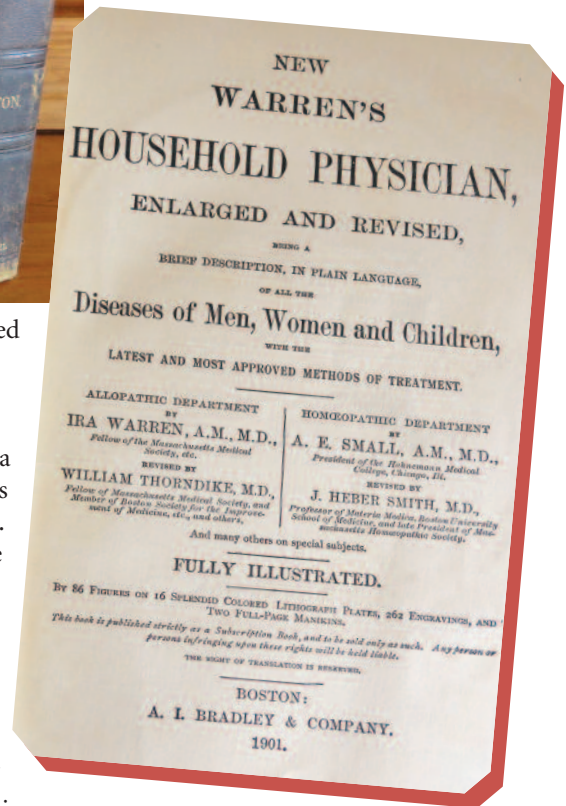 TON
ed
a
s
.
e
.
NEW
WARREN'S
HOUSEHOLD PHYSICIAN,
ENLARGED AND REVISED,
BEING A
BRIEF DESCRIPTION, IN PLAIN LANGUAGE,
OF ALL THE
Diseases of Men, Women and Children,
WITH THE
LATEST AND MOST APPROVED METHODS OF TREATMENT.
ALLOPATHIC DEPARTMENT
BY
IRA WARREN, A.M., M.D.,
Fellow of the Massachusetts Medical
Society, etc.
REVISED BY
WILLIAM THORNDIKE, M.D.,
Fellow of Massachusetts Medical Society, and
Member of Boston Society for the Improve-
ment of Medicine, etc., and others.
HOMŒOPATHIC DEPARTMENT
BY
A. E. SMALL, A.M., M.D.,
President of the Hahnemann Medical
College, Chicago, Ill.
REVISED BY
J. HEBER SMITH, M.D.,
Professor of Materia Medica, Boston University
School of Medicine, and late President of Mas-
sachusetts Homœopathic Society.
And many others on special subjects.
FULLY ILLUSTRATED.
BY 86 FIGURES ON 16 SPLENDID COLORED LITHOGRAPH PLATES, 262 ENGRAVINGS, AND
TWO FULL-PAGE MANIKINS.
This book is published strictly as a Subscription Book, and to be sold only as such. Any person or
persons infringing upon these rights will be held liable.
THE RIGHT OF TRANSLATION IS RESERVED.
BOSTON:
A. I. BRADLEY & COMPANY.
1901.